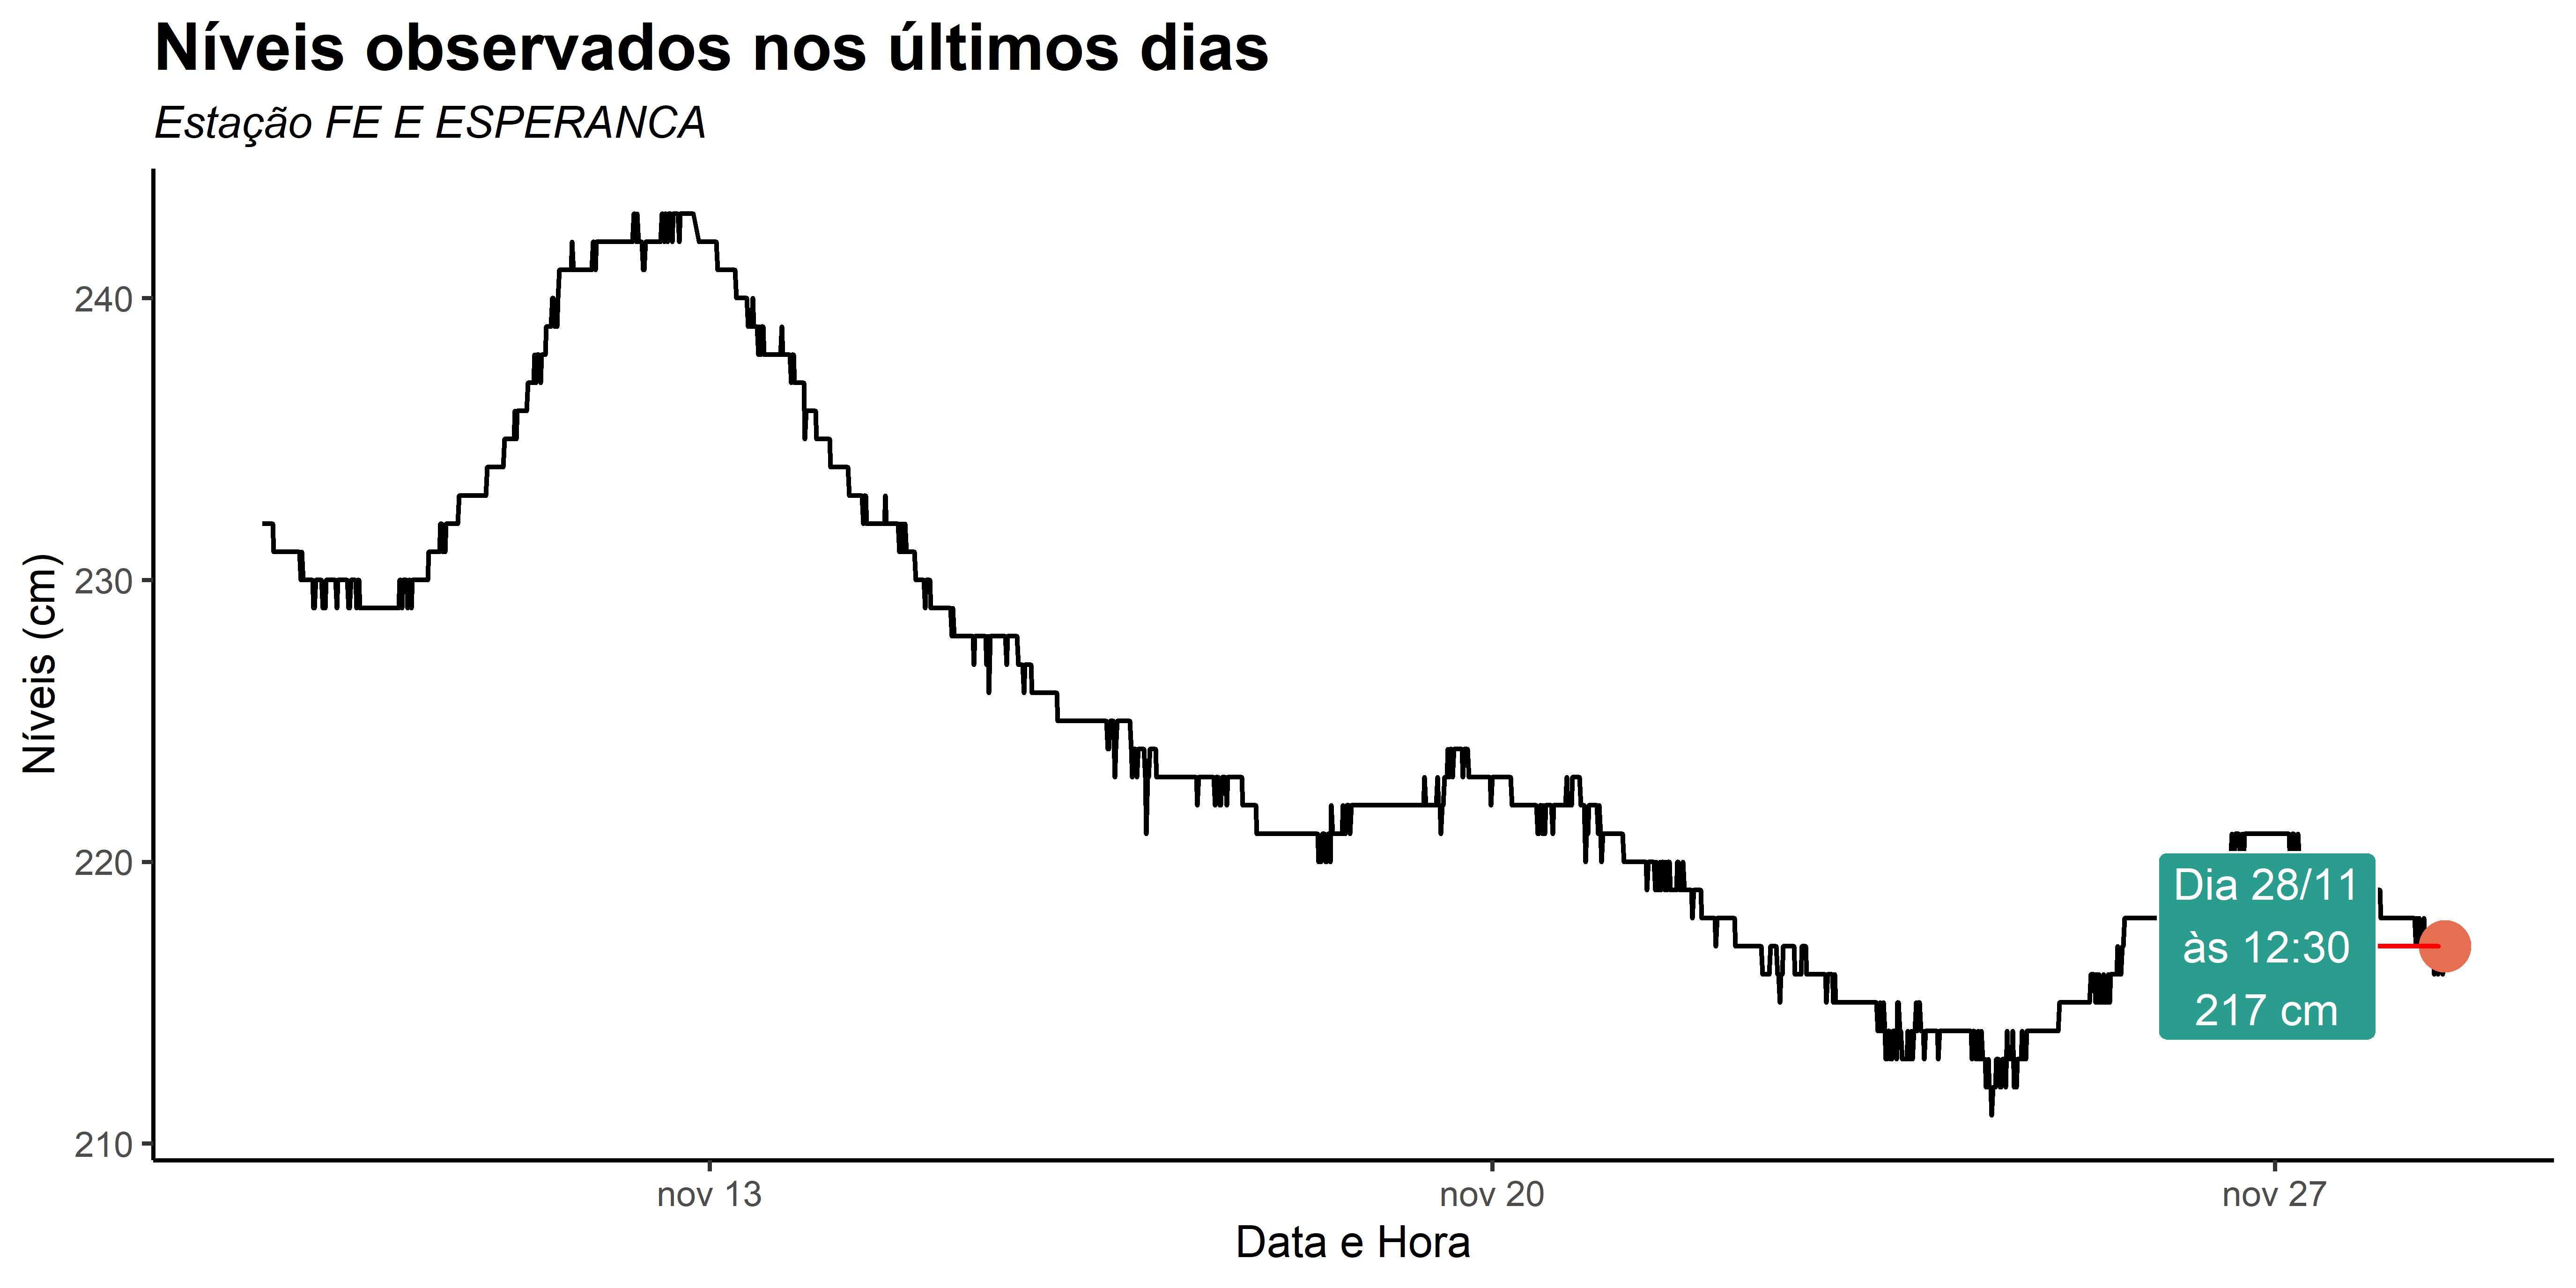 Níveis observados nos últimos dias
Estação FE E ESPERANCA
Níveis (cm)
240
230
220
210
Dia 28/11
às 12:30
217 cm
nov 13
nov 20
nov 27
Data e Hora